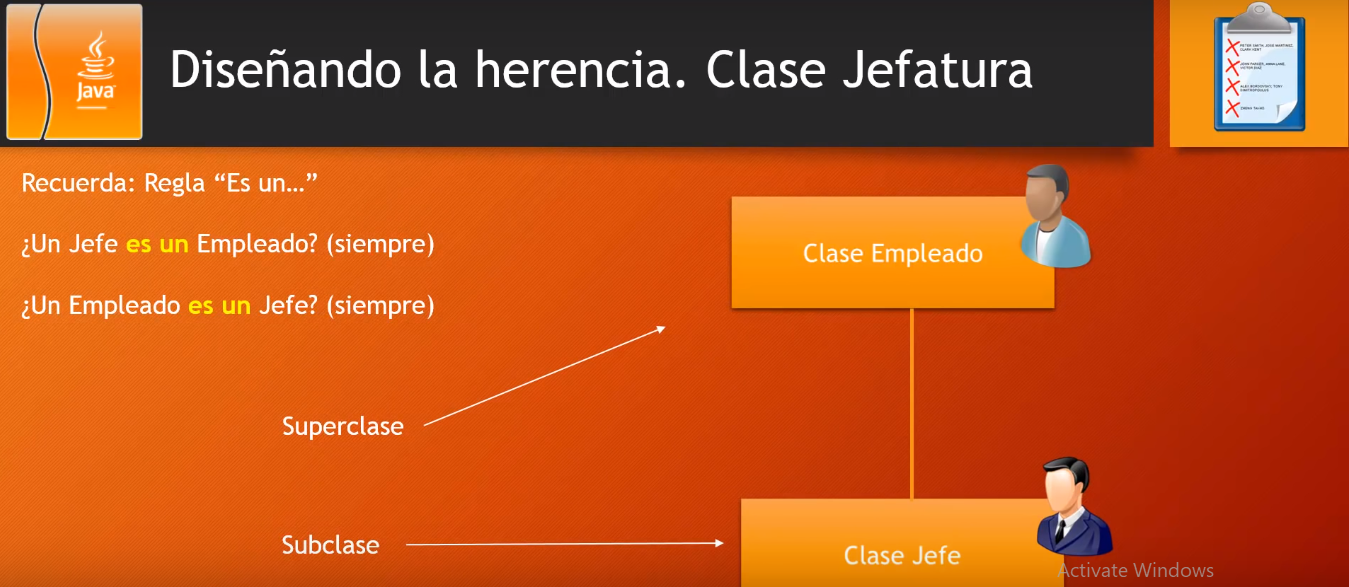 Java
Diseñando la herencia. Clase Jefatura
Recuerda: Regla “Es un…”
¿Un Jefe es un Empleado? (siempre)
¿Un Empleado es un Jefe? (siempre)
Clase Empleado
Superclase
Subclase
Clase Jefe
Activate Windows